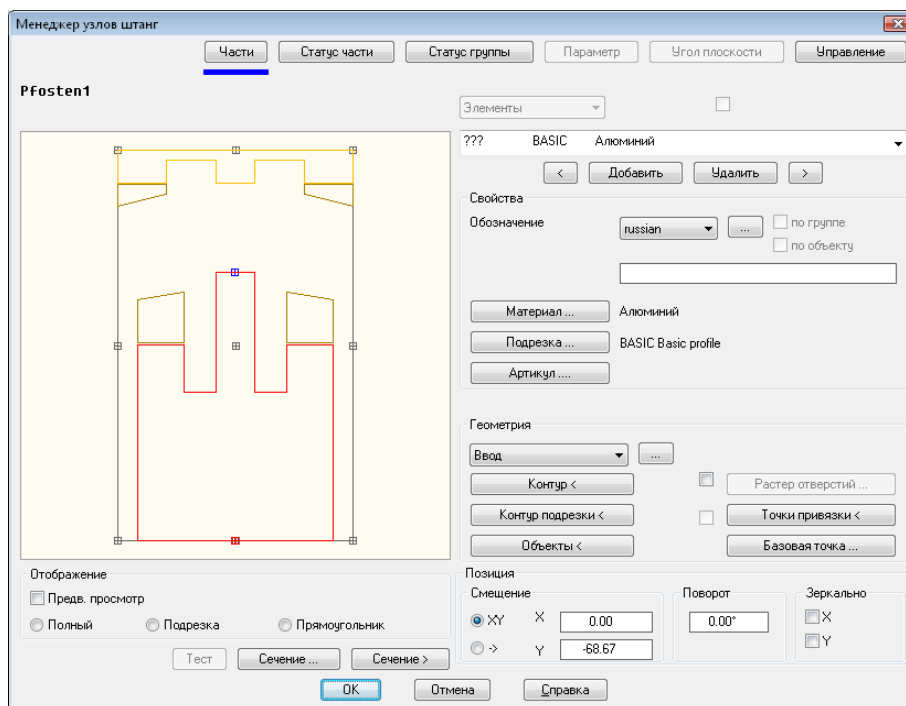 Менеджер узлов штанг
Части Статус части Статус группы Параметр Угол плоскости Управление
Pfosten1
Элементы
??? BASIC Алюминий
< Добавить Удалить >
Свойства
Обозначение russian ... по группе
по объекту
Материал ... Алюминий
Подрезка ... BASIC Basic profile
Артикул ....
Геометрия
Ввод ...
Контур < Растер отверстий ...
Контур подрезки < Точки привязки <
Объекты < Базовая точка ...
Отображение
Предв. просмотр
Полный Подрезка Прямоугольник
Тест Сечение ... Сечение >
Позиция
Смещение Поворот Зеркально
XY X 0.00 0.00° X
-> Y -68.67 Y
OK Отмена Справка